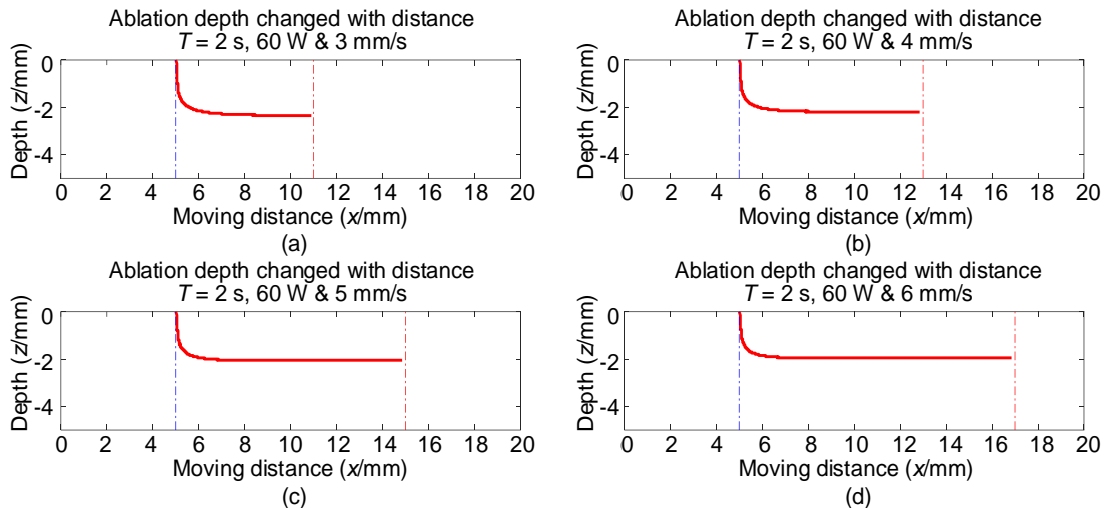 Ablation depth changed with distance
T = 2 s, 60 W & 3 mm/s
0
-2
-4
Depth (z/mm)
0 2 4 6 8 10 12 14 16 18 20
Moving distance (x/mm)
(a)
Ablation depth changed with distance
T = 2 s, 60 W & 4 mm/s
0
-2
-4
Depth (z/mm)
0 2 4 6 8 10 12 14 16 18 20
Moving distance (x/mm)
(b)
Ablation depth changed with distance
T = 2 s, 60 W & 5 mm/s
0
-2
-4
Depth (z/mm)
0 2 4 6 8 10 12 14 16 18 20
Moving distance (x/mm)
(c)
Ablation depth changed with distance
T = 2 s, 60 W & 6 mm/s
0
-2
-4
Depth (z/mm)
0 2 4 6 8 10 12 14 16 18 20
Moving distance (x/mm)
(d)